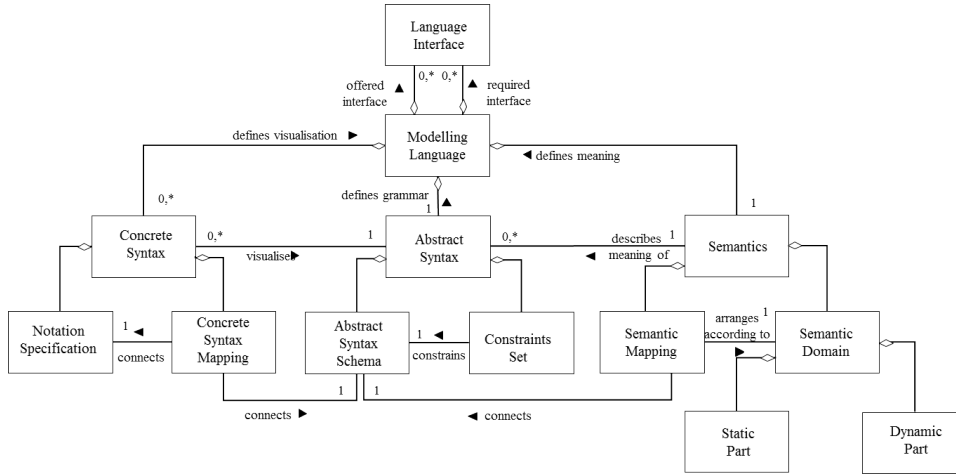 Language
Interface
offered
interface
0,*
0,*
required
interface
Modelling
Language
defines visualisation
defines meaning
defines grammar
0,*
1
1
Concrete
Syntax
0,*
visualises
1
Abstract
Syntax
0,*
describes
meaning of
1
Semantics
Notation
Specification
1
connects
Concrete
Syntax
Mapping
Abstract
Syntax
Schema
1
constrains
Constraints
Set
Semantic
Mapping
arranges
according to
1
Semantic
Domain
1
1
connects
connects
Static
Part
Dynamic
Part